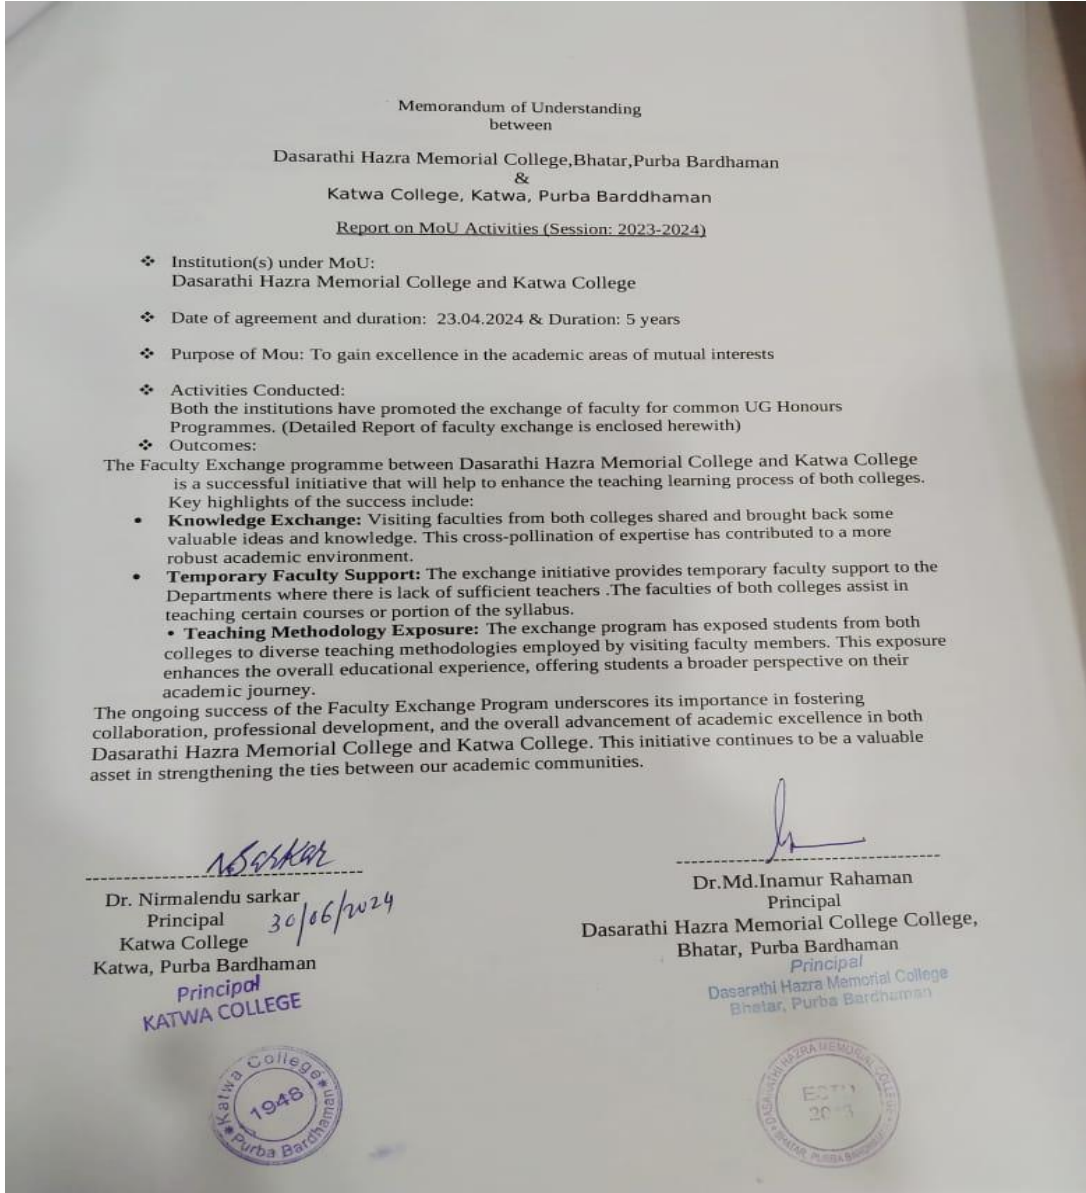 Memorandum of Understanding
between
Dasarathi Hazra Memorial College,Bhatar,Purba Bardhaman
&
Katwa College, Katwa, Purba Barddhaman
Report on MoU Activities (Session: 2023-2024)
❖ Institution(s) under MoU:
Dasarathi Hazra Memorial College and Katwa College
❖ Date of agreement and duration: 23.04.2024 & Duration: 5 years
❖ Purpose of Mou: To gain excellence in the academic areas of mutual interests
❖ Activities Conducted:
Both the institutions have promoted the exchange of faculty for common UG Honours
Programmes. (Detailed Report of faculty exchange is enclosed herewith)
❖ Outcomes:
The Faculty Exchange programme between Dasarathi Hazra Memorial College and Katwa College
is a successful initiative that will help to enhance the teaching learning process of both colleges.
Key highlights of the success include:
• Knowledge Exchange: Visiting faculties from both colleges shared and brought back some
valuable ideas and knowledge. This cross-pollination of expertise has contributed to a more
robust academic environment.
• Temporary Faculty Support: The exchange initiative provides temporary faculty support to the
Departments where there is lack of sufficient teachers .The faculties of both colleges assist in
teaching certain courses or portion of the syllabus.
• Teaching Methodology Exposure: The exchange program has exposed students from both
colleges to diverse teaching methodologies employed by visiting faculty members. This exposure
enhances the overall educational experience, offering students a broader perspective on their
academic journey.
The ongoing success of the Faculty Exchange Program underscores its importance in fostering
collaboration, professional development, and the overall advancement of academic excellence in both
Dasarathi Hazra Memorial College and Katwa College. This initiative continues to be a valuable
asset in strengthening the ties between our academic communities.
NSarkar
Dr. Nirmalendu sarkar
Principal
30/06/2024
Katwa College
Katwa, Purba Bardhaman
Principal
KATWA COLLEGE
Katwa College
1948
Purba Bardhaman
Dr.Md.Inamur Rahaman
Principal
Dasarathi Hazra Memorial College College,
Bhatar, Purba Bardhaman
Principal
Dasarathi Hazra Memorial College
Bhatar, Purba Bardhaman
DASARATHI HAZRA MEMORIAL COLLEGE
BHATAR, PURBA BARDHAMAN